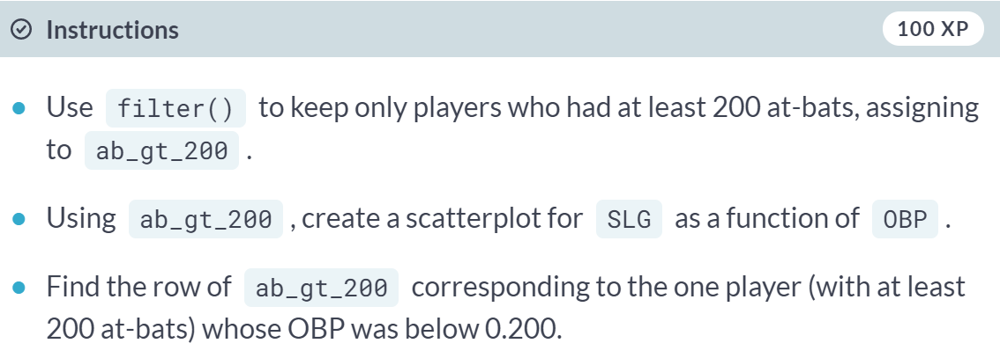 Instructions 100 XP
Use filter() to keep only players who had at least 200 at-bats, assigning
to ab_gt_200 .
Using ab_gt_200 , create a scatterplot for SLG as a function of OBP .
Find the row of ab_gt_200 corresponding to the one player (with at least
200 at-bats) whose OBP was below 0.200.